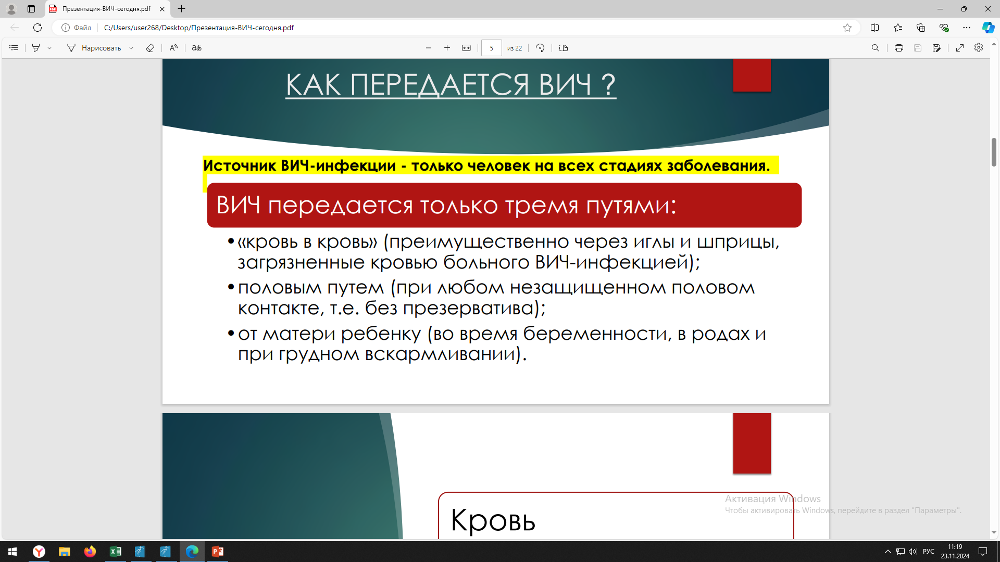 Презентация-ВИЧ-сегодня.pdf
Файл
C:/Users/user268/Desktop/Презентация-ВИЧ-сегодня.pdf
Нарисовать
аあ
5
из 22
КАК ПЕРЕДАЕТСЯ ВИЧ ?
Источник ВИЧ-инфекции - только человек на всех стадиях заболевания.
ВИЧ передается только тремя путями:
•«кровь в кровь» (преимущественно через иглы и шприцы,
загрязненные кровью больного ВИЧ-инфекцией);
•половым путем (при любом незащищенном половом
контакте, т.е. без презерватива);
•от матери ребенку (во время беременности, в родах и
при грудном вскармливании).
Кровь
Активация Windows
Чтобы активировать Windows, перейдите в раздел "Параметры".
РУС
11:19
23.11.2024